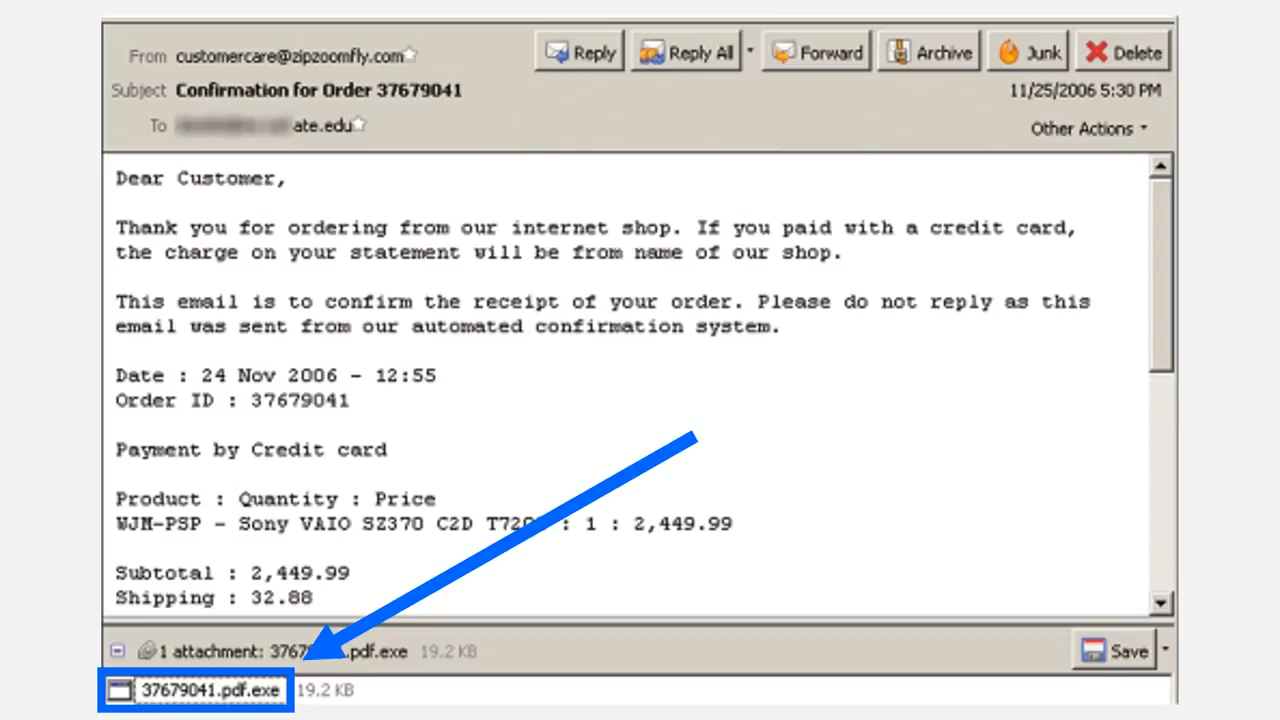 From customercare@zipzoomfly.com
Reply
Reply All
Forward
Archive
Junk
Delete
Subject Confirmation for Order 37679041
11/25/2006 5:30 PM
To ate.edu
Other Actions
Dear Customer,
Thank you for ordering from our internet shop. If you paid with a credit card,
the charge on your statement will be from name of our shop.
This email is to confirm the receipt of your order. Please do not reply as this
email was sent from our automated confirmation system.
Date : 24 Nov 2006 - 12:55
Order ID : 37679041
Payment by Credit card
Product : Quantity : Price
WJM-PSP - Sony VAIO SZ370 C2D : 1 : 2,449.99
Subtotal : 2,449.99
Shipping : 32.88
1 attachment: .pdf.exe 19.2 KB
Save
37679041.pdf.exe 19.2 KB